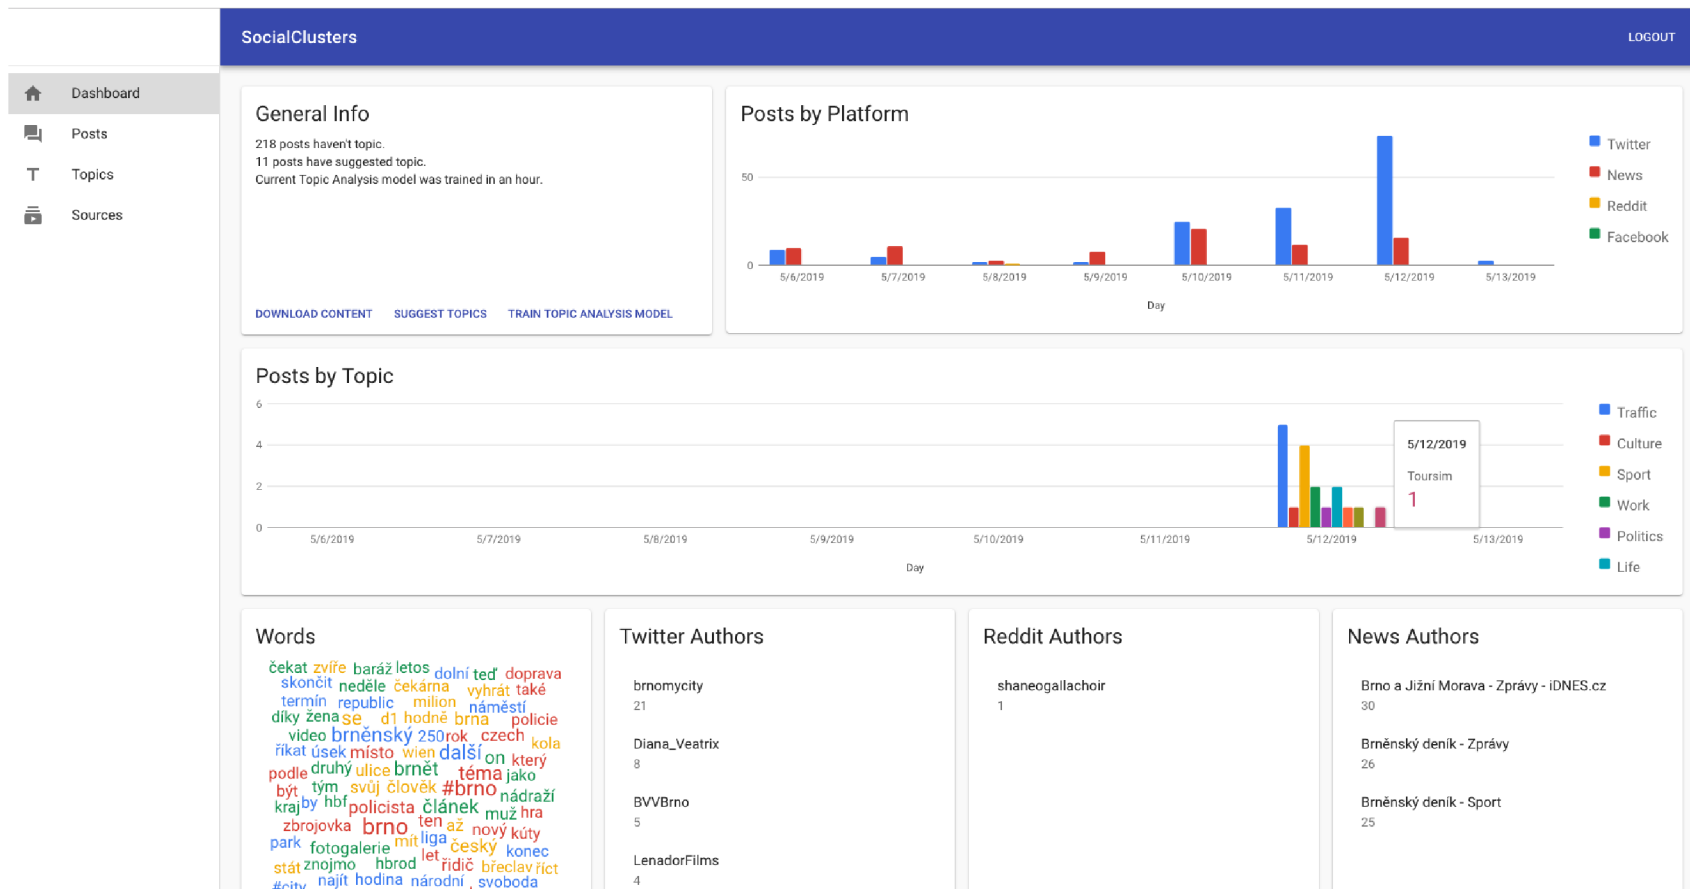 SocialClusters
LOGOUT
Dashboard
Posts
Topics
Sources
General Info
218 posts haven't topic.
11 posts have suggested topic.
Current Topic Analysis model was trained in an hour.
DOWNLOAD CONTENT SUGGEST TOPICS TRAIN TOPIC ANALYSIS MODEL
Posts by Platform
50
0
5/6/2019 5/7/2019 5/8/2019 5/9/2019 5/10/2019 5/11/2019 5/12/2019 5/13/2019
Day
Twitter
News
Reddit
Facebook
Posts by Topic
6
4
2
0
5/6/2019 5/7/2019 5/8/2019 5/9/2019 5/10/2019 5/11/2019 5/12/2019 5/13/2019
Day
5/12/2019
Toursim
1
Traffic
Culture
Sport
Work
Politics
Life
Words
čekat zvíře baráž letos dolní teď doprava
skončit neděle čekárna vyhrát také
termín republic milion náměstí
díky žena se d1 hodně brna policie
video brněnský 250 rok czech kola
říkat úsek místo wien další on který
podle druhý ulice brnět téma jako
být tým svůj člověk #brno nádraží
kraj by hbf policista článek muž hra
zbrojovka brno ten až nový kúty
park fotogalerie mít liga český konec
stát znojmo hbrod let řidič břeclav říct
#city najít hodina národní svoboda
Twitter Authors
brnomycity
21
Diana_Veatrix
8
BVVBrno
5
LenadorFilms
4
Reddit Authors
shaneogallachoir
1
News Authors
Brno a Jižní Morava - Zprávy - iDNES.cz
30
Brněnský deník - Zprávy
26
Brněnský deník - Sport
25